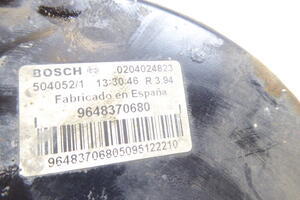 BOSCH 0204024823
504052/1 13:30:46 R 3.94
Fabricado en España
9648370680
96483706805095122210